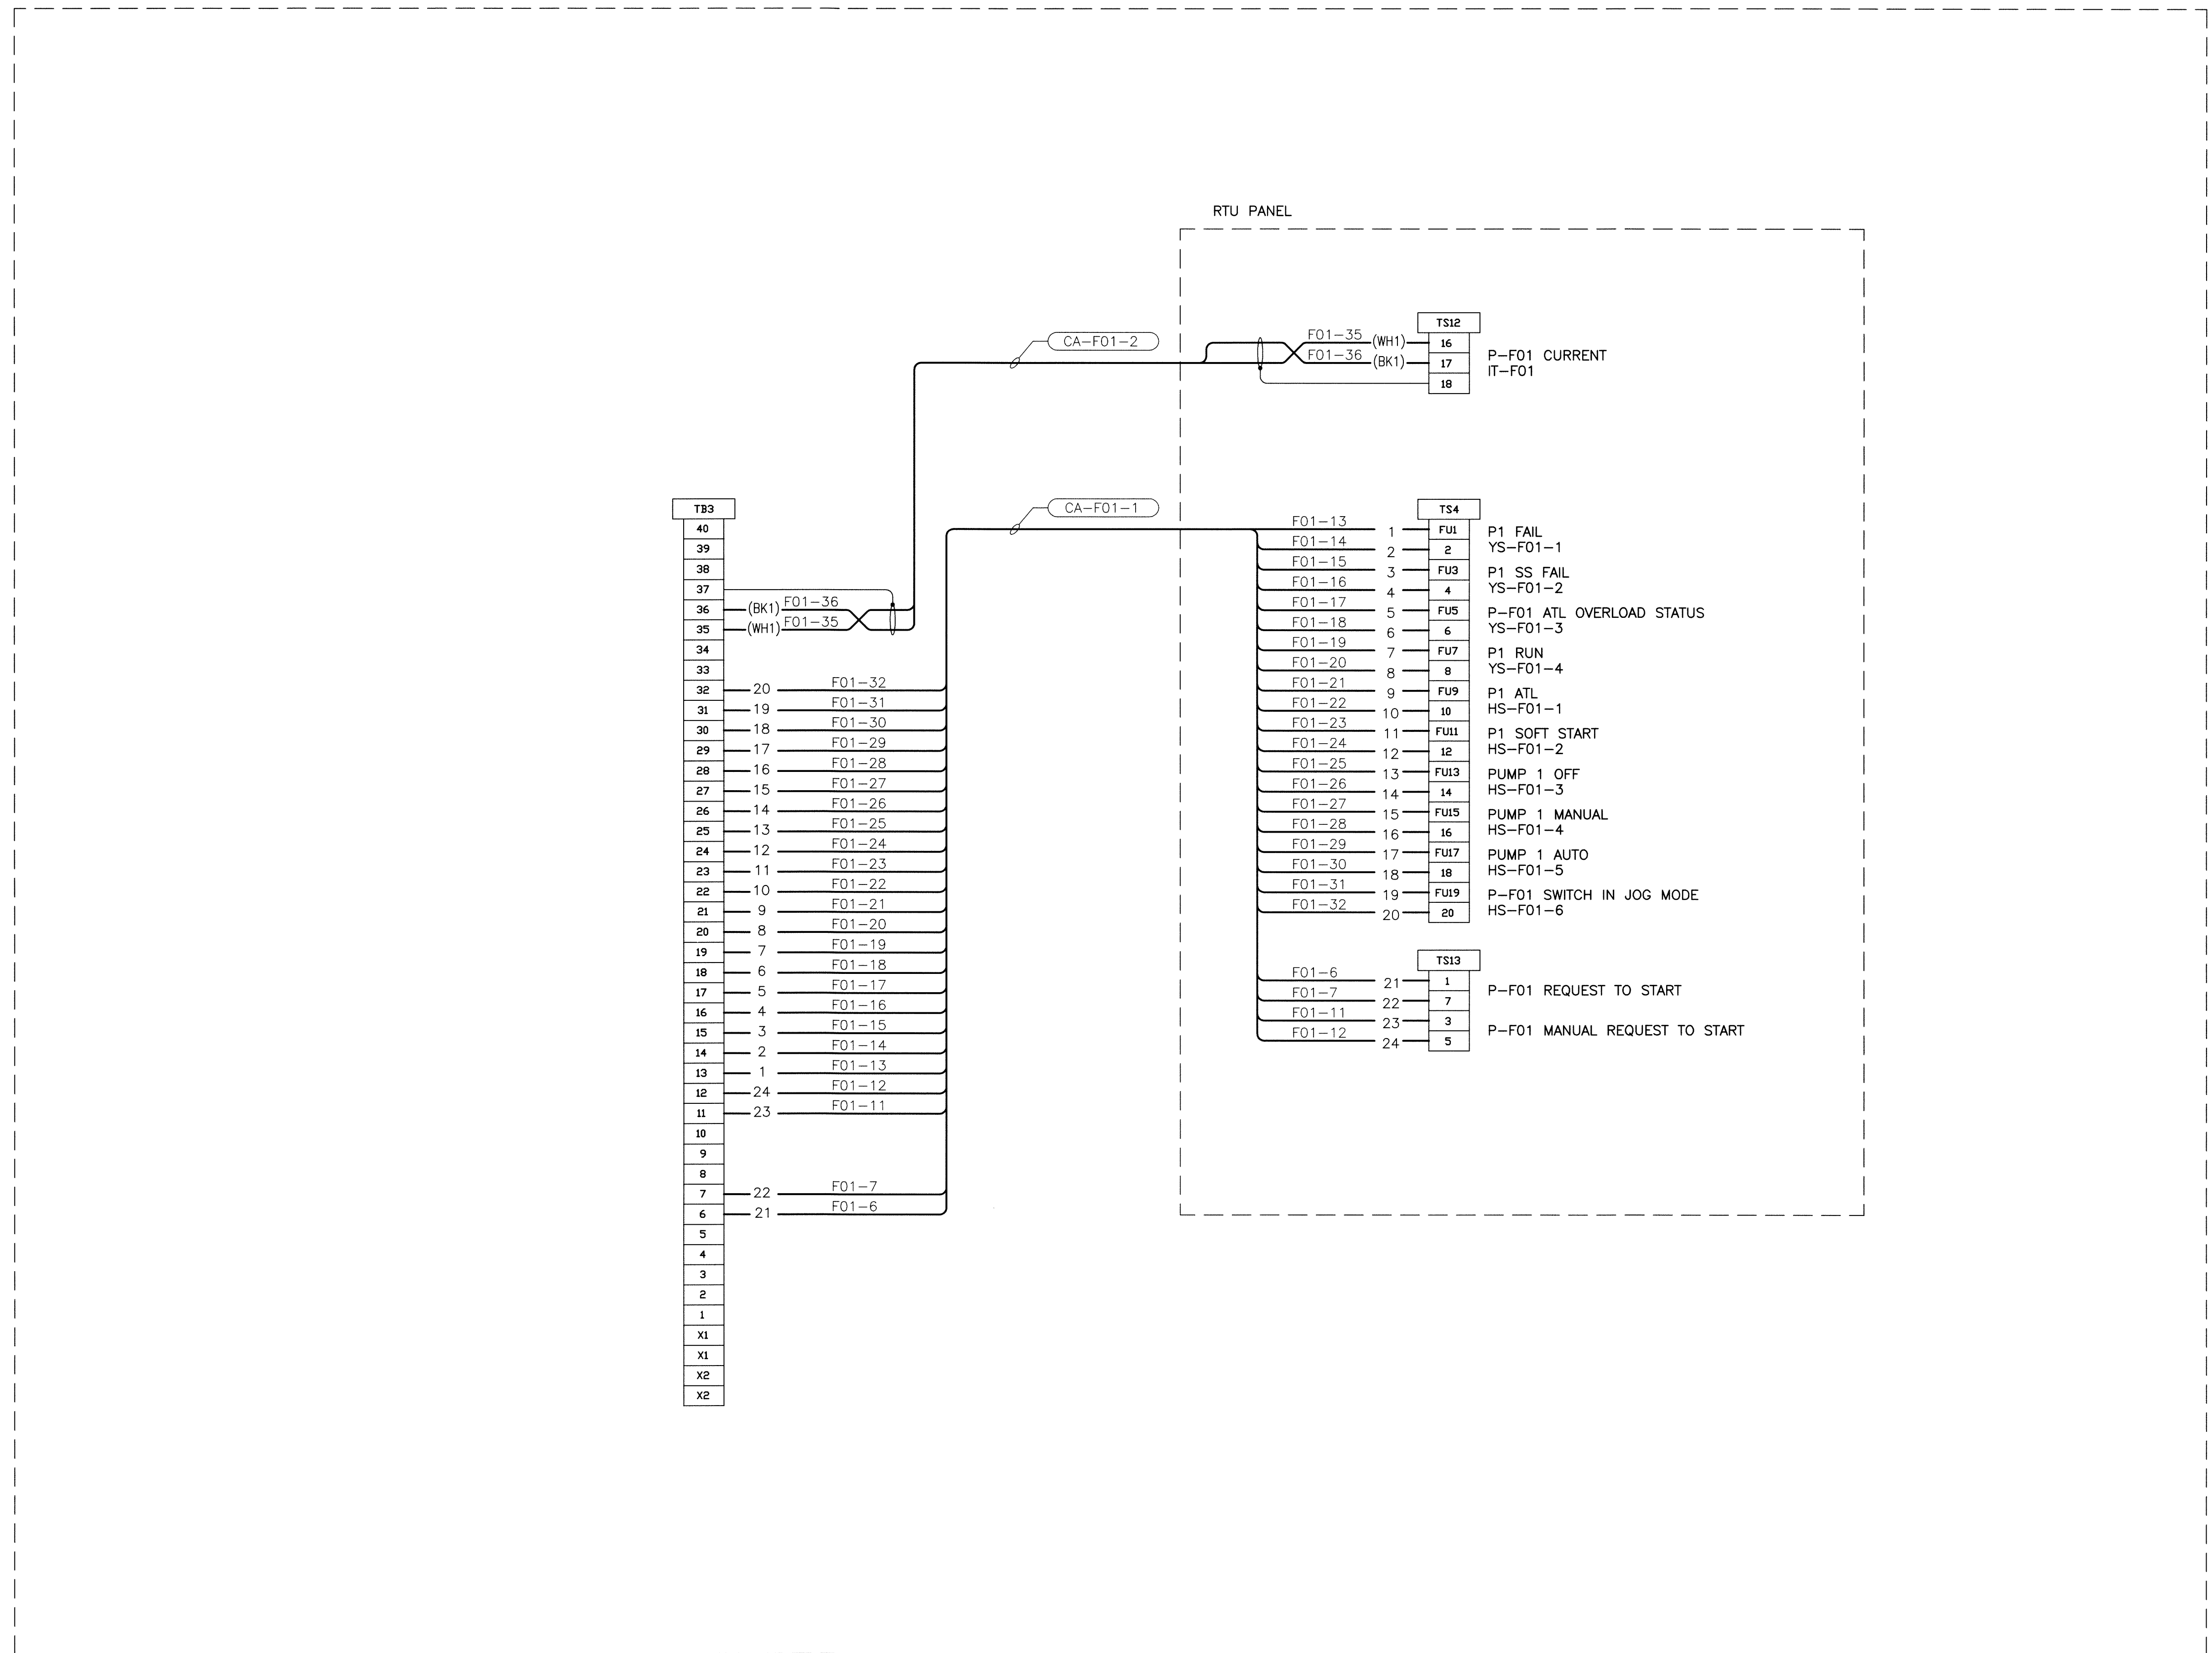 RTU PANEL
CA-F01-2
TS12
F01-35 (WH1) 16
F01-36 (BK1) 17
18
P-F01 CURRENT
IT-F01
CA-F01-1
TB3
40
39
38
37
36 (BK1) F01-36
35 (WH1) F01-35
34
33
32 20 F01-32
31 19 F01-31
30 18 F01-30
29 17 F01-29
28 16 F01-28
27 15 F01-27
26 14 F01-26
25 13 F01-25
24 12 F01-24
23 11 F01-23
22 10 F01-22
21 9 F01-21
20 8 F01-20
19 7 F01-19
18 6 F01-18
17 5 F01-17
16 4 F01-16
15 3 F01-15
14 2 F01-14
13 1 F01-13
12 24 F01-12
11 23 F01-11
10
9
8
7 22 F01-7
6 21 F01-6
5
4
3
2
1
X1
X1
X2
X2
TS4
F01-13 1 FU1 P1 FAIL
F01-14 2 2 YS-F01-1
F01-15 3 FU3 P1 SS FAIL
F01-16 4 4 YS-F01-2
F01-17 5 FU5 P-F01 ATL OVERLOAD STATUS
F01-18 6 6 YS-F01-3
F01-19 7 FU7 P1 RUN
F01-20 8 8 YS-F01-4
F01-21 9 FU9 P1 ATL
F01-22 10 10 HS-F01-1
F01-23 11 FU11 P1 SOFT START
F01-24 12 12 HS-F01-2
F01-25 13 FU13 PUMP 1 OFF
F01-26 14 14 HS-F01-3
F01-27 15 FU15 PUMP 1 MANUAL
F01-28 16 16 HS-F01-4
F01-29 17 FU17 PUMP 1 AUTO
F01-30 18 18 HS-F01-5
F01-31 19 FU19 P-F01 SWITCH IN JOG MODE
F01-32 20 20 HS-F01-6
TS13
F01-6 21 1
P-F01 REQUEST TO START
F01-7 22 7
F01-11 23 3
P-F01 MANUAL REQUEST TO START
F01-12 24 5